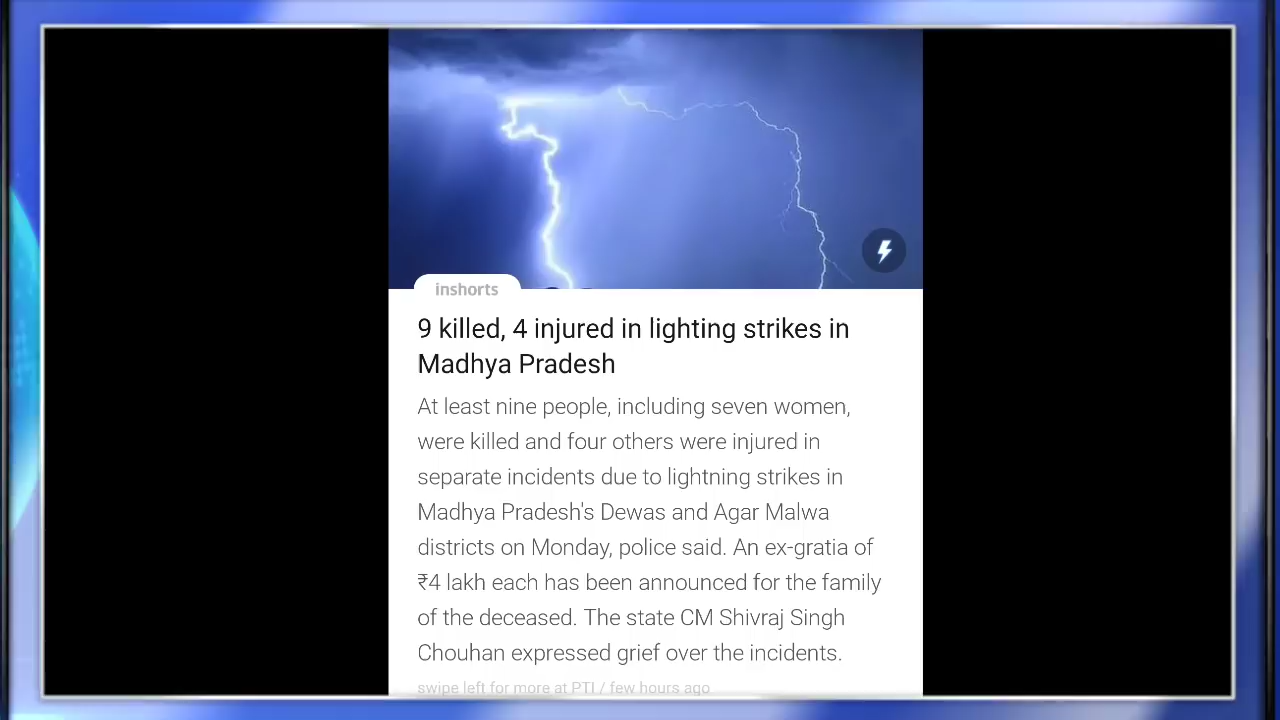 inshorts
9 killed, 4 injured in lighting strikes in
Madhya Pradesh
At least nine people, including seven women,
were killed and four others were injured in
separate incidents due to lightning strikes in
Madhya Pradesh's Dewas and Agar Malwa
districts on Monday, police said. An ex-gratia of
₹4 lakh each has been announced for the family
of the deceased. The state CM Shivraj Singh
Chouhan expressed grief over the incidents.
swipe left for more at PTI / few hours ago